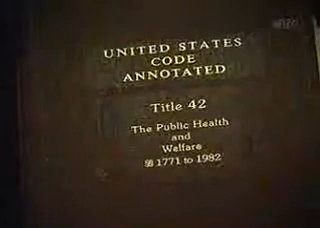 UNITED STATES
CODE
ANNOTATED
Title 42
The Public Health
and
Welfare
§§ 1771 to 1982